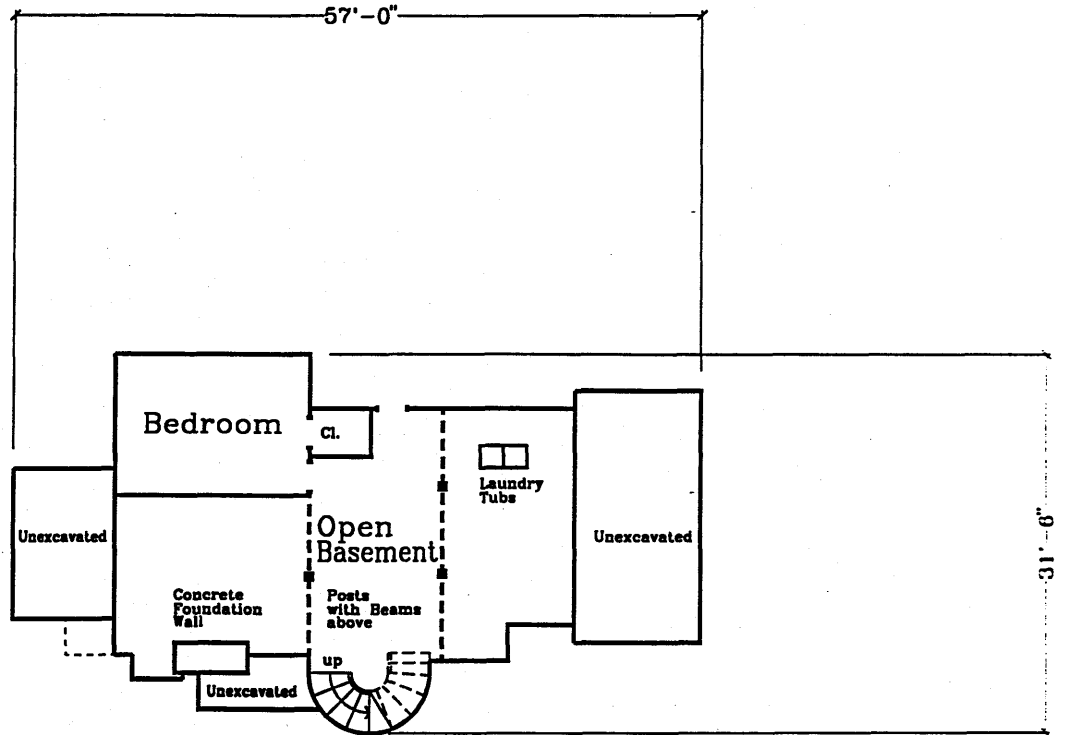 57'-0"
Bedroom
Cl.
Laundry
Tubs
Unexcavated
Open
Basement
Unexcavated
31'-6"
Concrete
Foundation
Wall
Posts
with Beams
above
up
Unexcavated